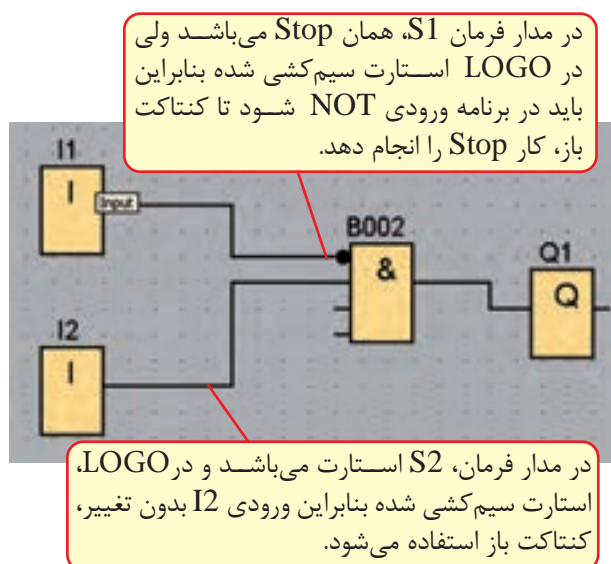 در مدار فرمان S1، همان Stop می‌باشد ولی
در LOGO استارت سیم‌کشی شده بنابراین
باید در برنامه ورودی NOT شود تا کنتاکت
باز، کار Stop را انجام دهد.
I1
I
Input
B002
&
Q1
Q
I2
I
در مدار فرمان، S2 استارت می‌باشد و در LOGO،
استارت سیم‌کشی شده بنابراین ورودی I2 بدون تغییر،
کنتاکت باز استفاده می‌شود.